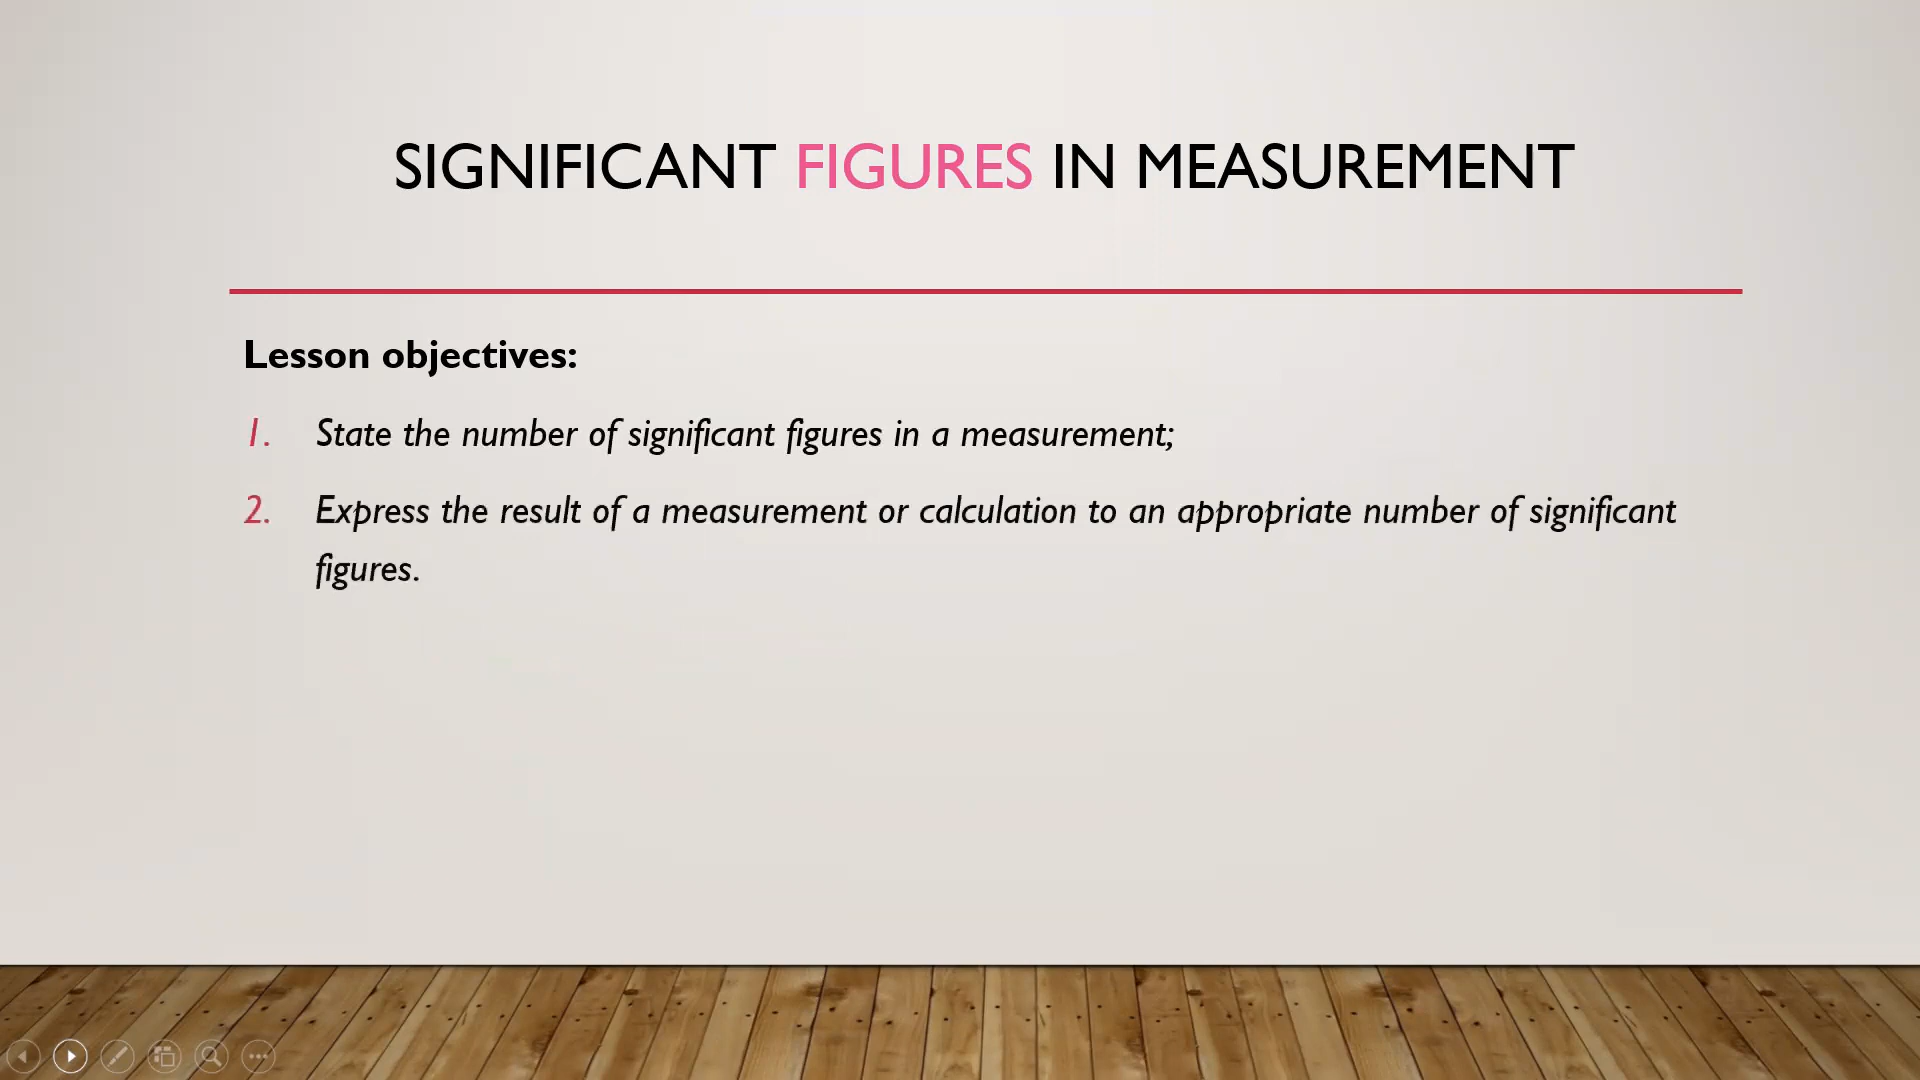 SIGNIFICANT FIGURES IN MEASUREMENT
Lesson objectives:
1. State the number of significant figures in a measurement;
2. Express the result of a measurement or calculation to an appropriate number of significant
figures.